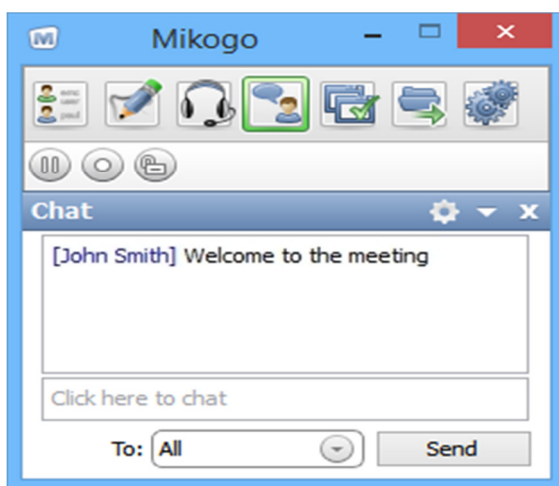 Mikogo
Chat
[John Smith] Welcome to the meeting
Click here to chat
To: All
Send